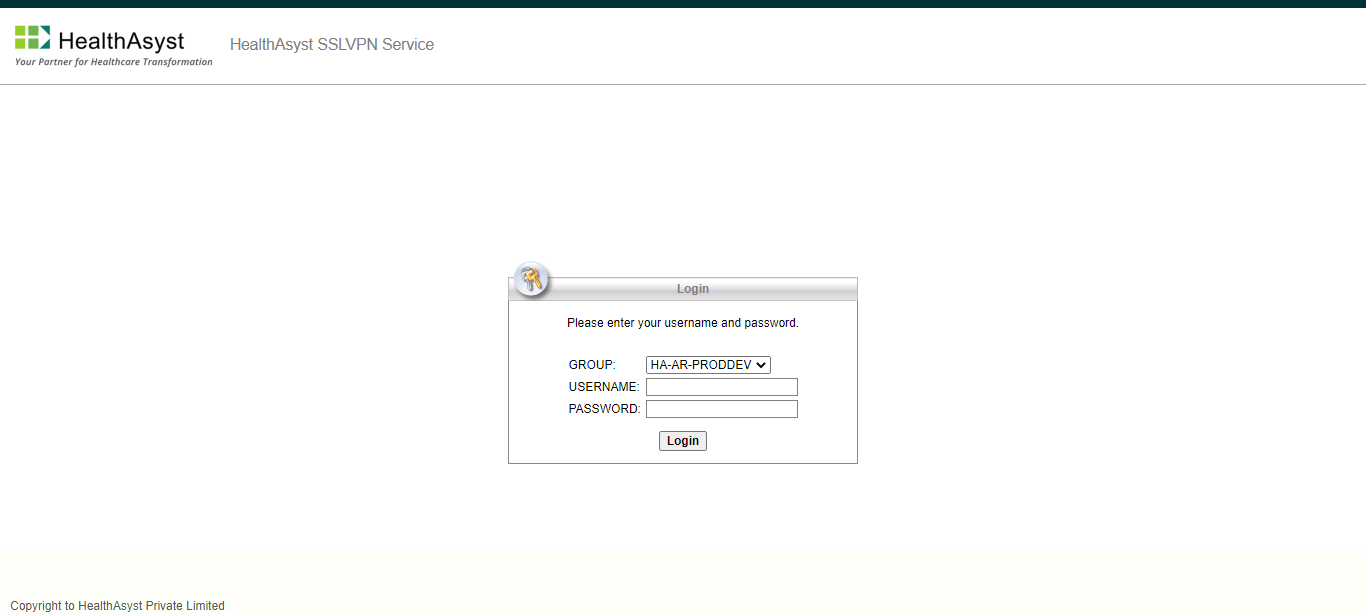 HealthAsyst
Your Partner for Healthcare Transformation
HealthAsyst SSLVPN Service
Login
Please enter your username and password.
GROUP: HA-AR-PRODDEV
USERNAME:
PASSWORD:
Login
Copyright to HealthAsyst Private Limited